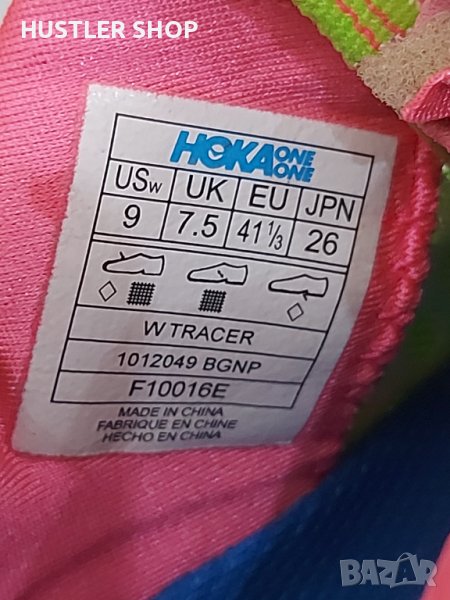 HUSTLER SHOP
HOKA ONE ONE
USw UK EU JPN
9 7.5 41 1/3 26
W TRACER
1012049 BGNP
F10016E
MADE IN CHINA
FABRIQUE EN CHINE
HECHO EN CHINA
BAZAR